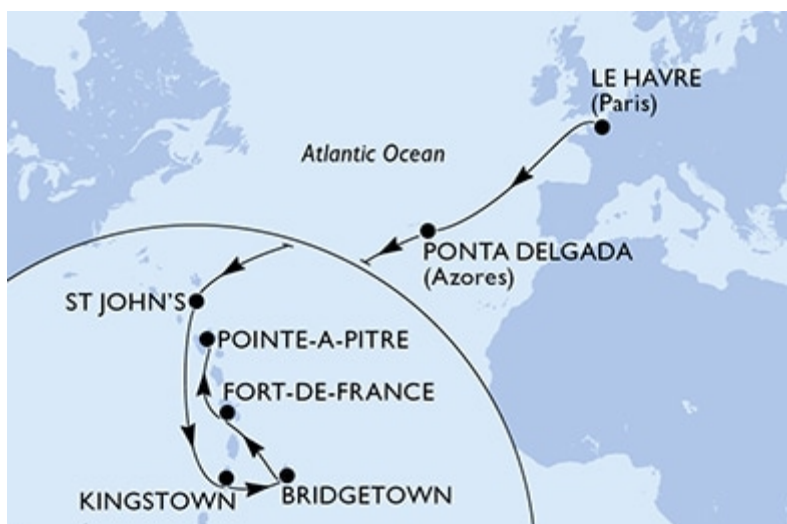 LE HAVRE
(Paris)
Atlantic Ocean
PONTA DELGADA
(Azores)
ST JOHN'S
POINTE-A-PITRE
FORT-DE-FRANCE
KINGSTOWN
BRIDGETOWN